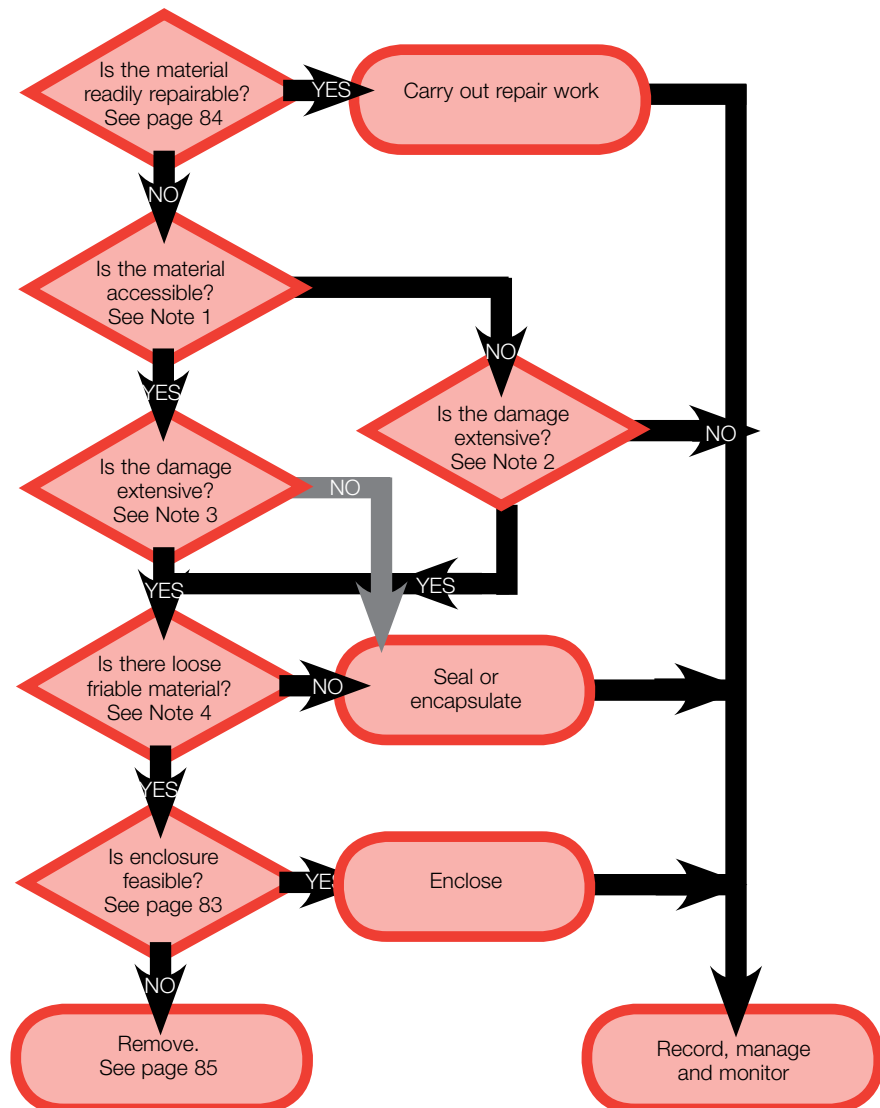 Is the material
readily repairable?
See page 84
YES
Carry out repair work
NO
Is the material
accessible?
See Note 1
NO
YES
Is the damage
extensive?
See Note 2
NO
Is the damage
extensive?
See Note 3
NO
YES
YES
Is there loose
friable material?
See Note 4
NO
Seal or
encapsulate
YES
Is enclosure
feasible?
See page 83
YES
Enclose
NO
Remove.
See page 85
Record, manage
and monitor